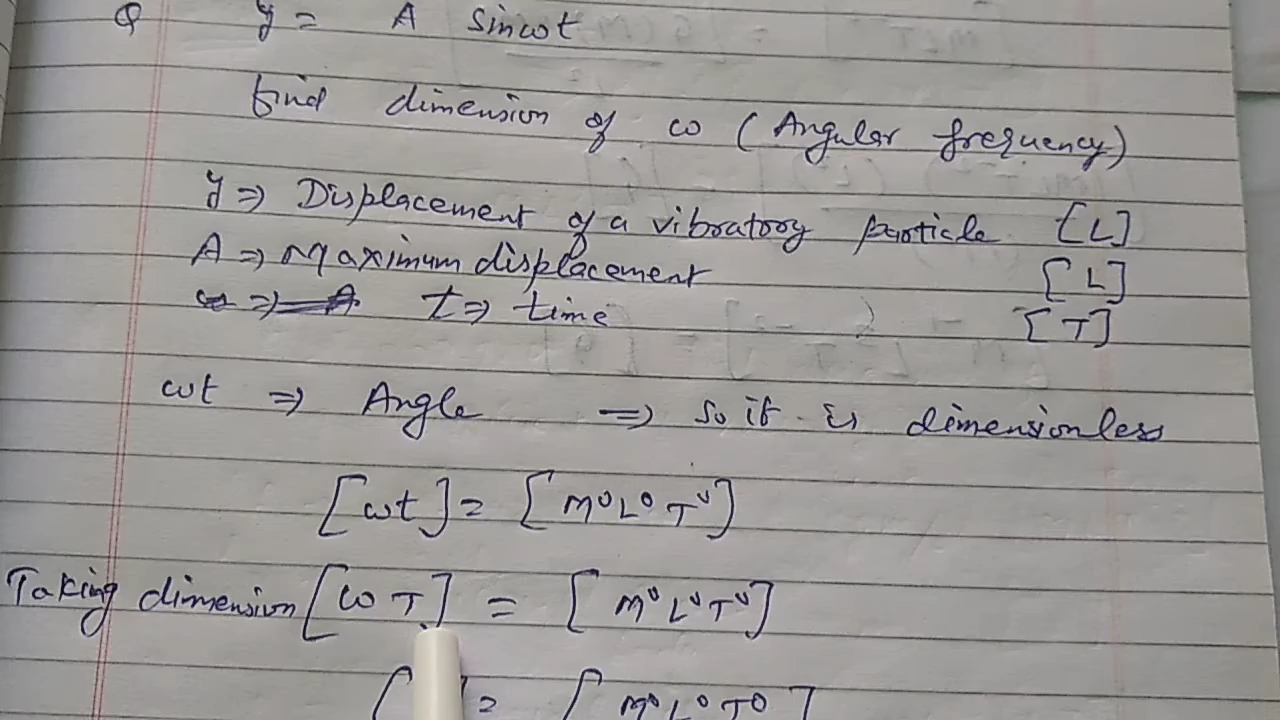 Q y = A sinωt
find dimension of ω (Angular frequency)
y ⇒ Displacement of a vibratory particle [L]
A ⇒ Maximum displacement [L]
t ⇒ time [T]
ωt ⇒ Angle ⇒ So it is dimensionless
[ωt] = [M⁰L⁰T⁰]
Taking dimension [ω T] = [M⁰L⁰T⁰]
[ ] = [M⁰L⁰T⁰]